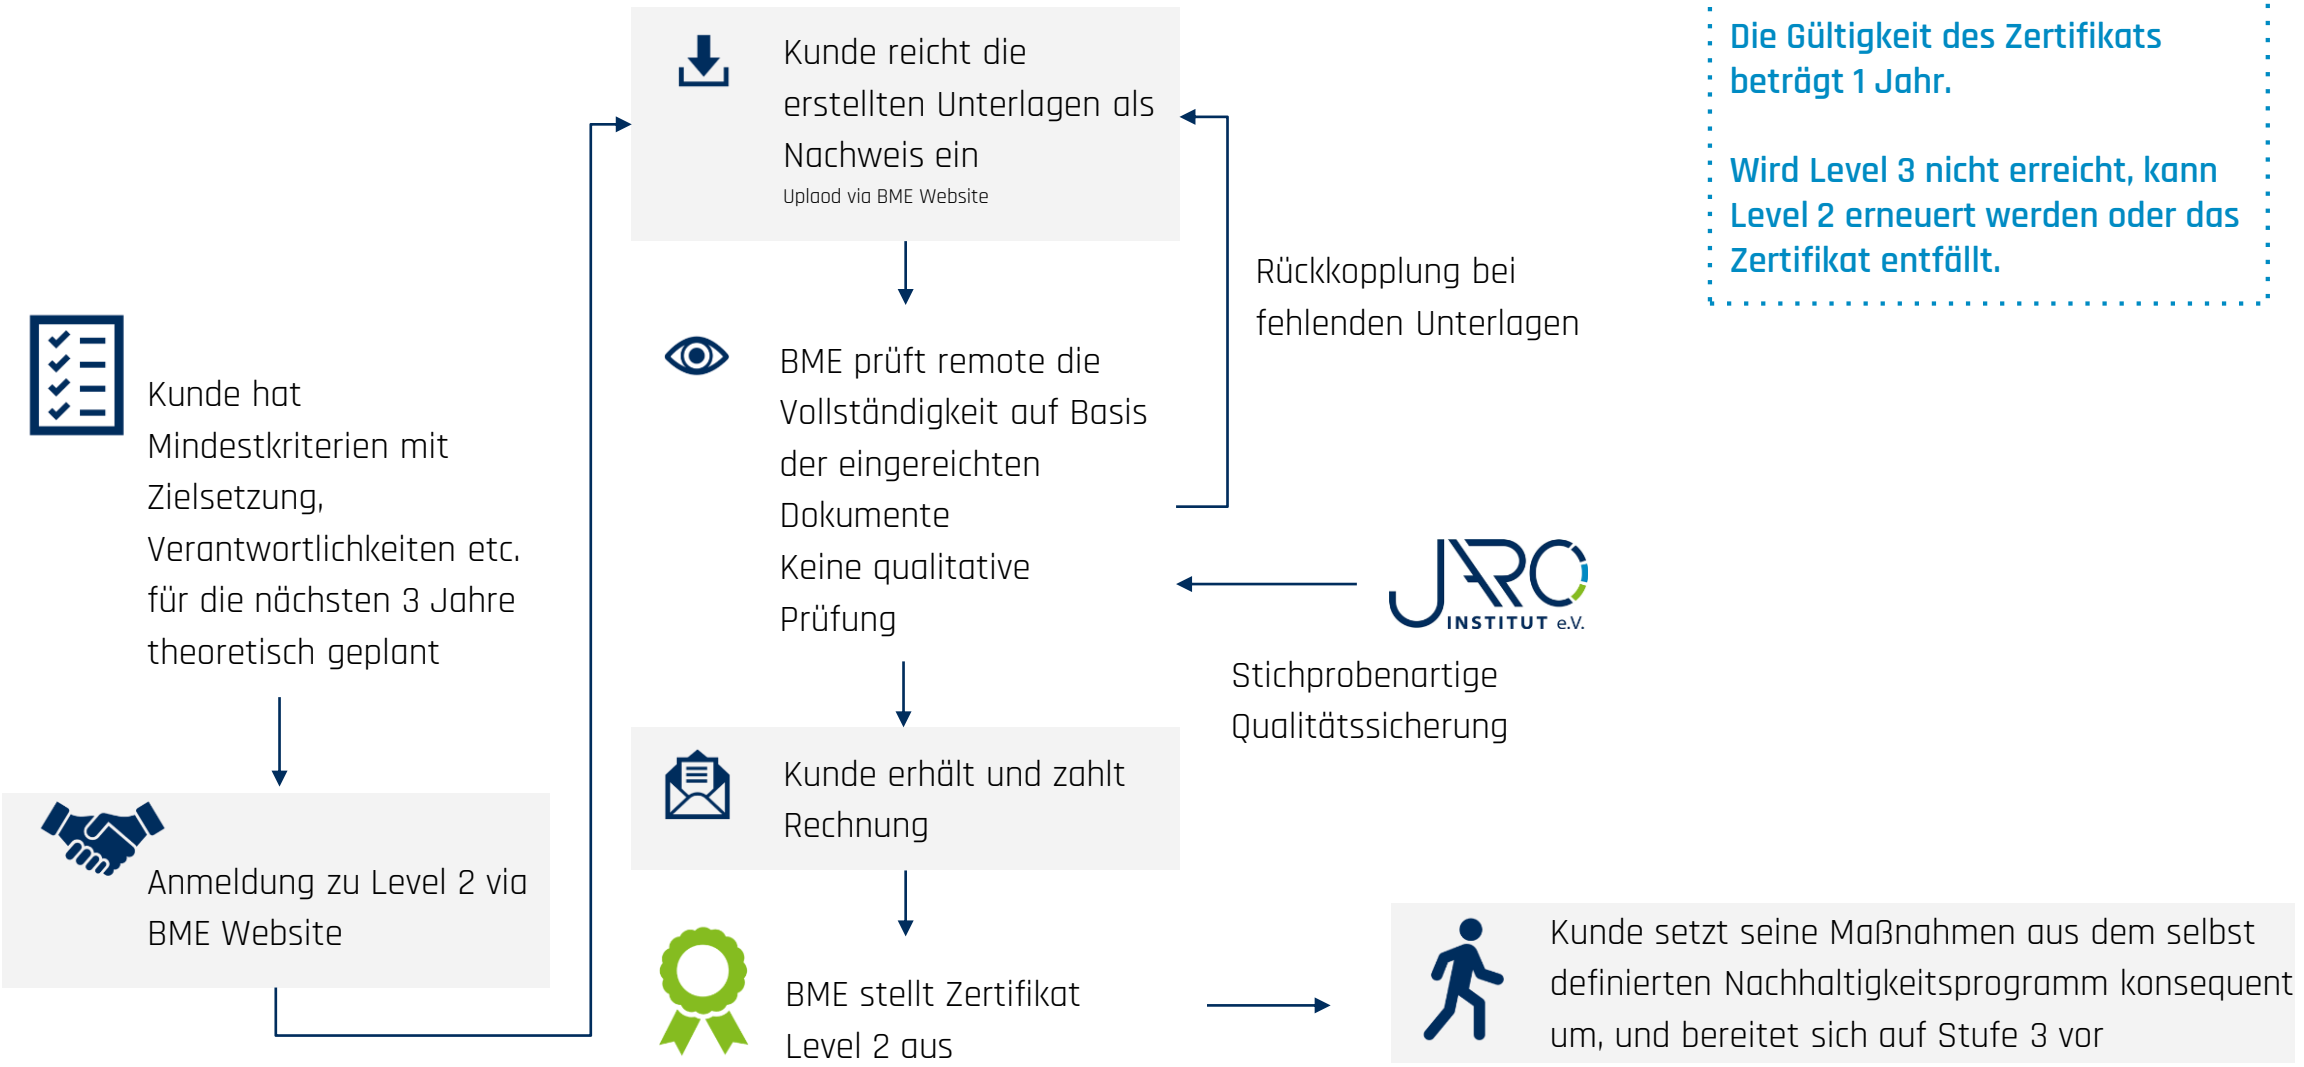 Kunde hat
Mindestkriterien mit
Zielsetzung,
Verantwortlichkeiten etc.
für die nächsten 3 Jahre
theoretisch geplant
Anmeldung zu Level 2 via
BME Website
Kunde reicht die
erstellten Unterlagen als
Nachweis ein
Uplaod via BME Website
BME prüft remote die
Vollständigkeit auf Basis
der eingereichten
Dokumente
Keine qualitative
Prüfung
Rückkopplung bei
fehlenden Unterlagen
JARO
INSTITUT e.V.
Stichprobenartige
Qualitätssicherung
Kunde erhält und zahlt
Rechnung
BME stellt Zertifikat
Level 2 aus
Kunde setzt seine Maßnahmen aus dem selbst
definierten Nachhaltigkeitsprogramm konsequent
um, und bereitet sich auf Stufe 3 vor
Die Gültigkeit des Zertifikats
beträgt 1 Jahr.
Wird Level 3 nicht erreicht, kann
Level 2 erneuert werden oder das
Zertifikat entfällt.